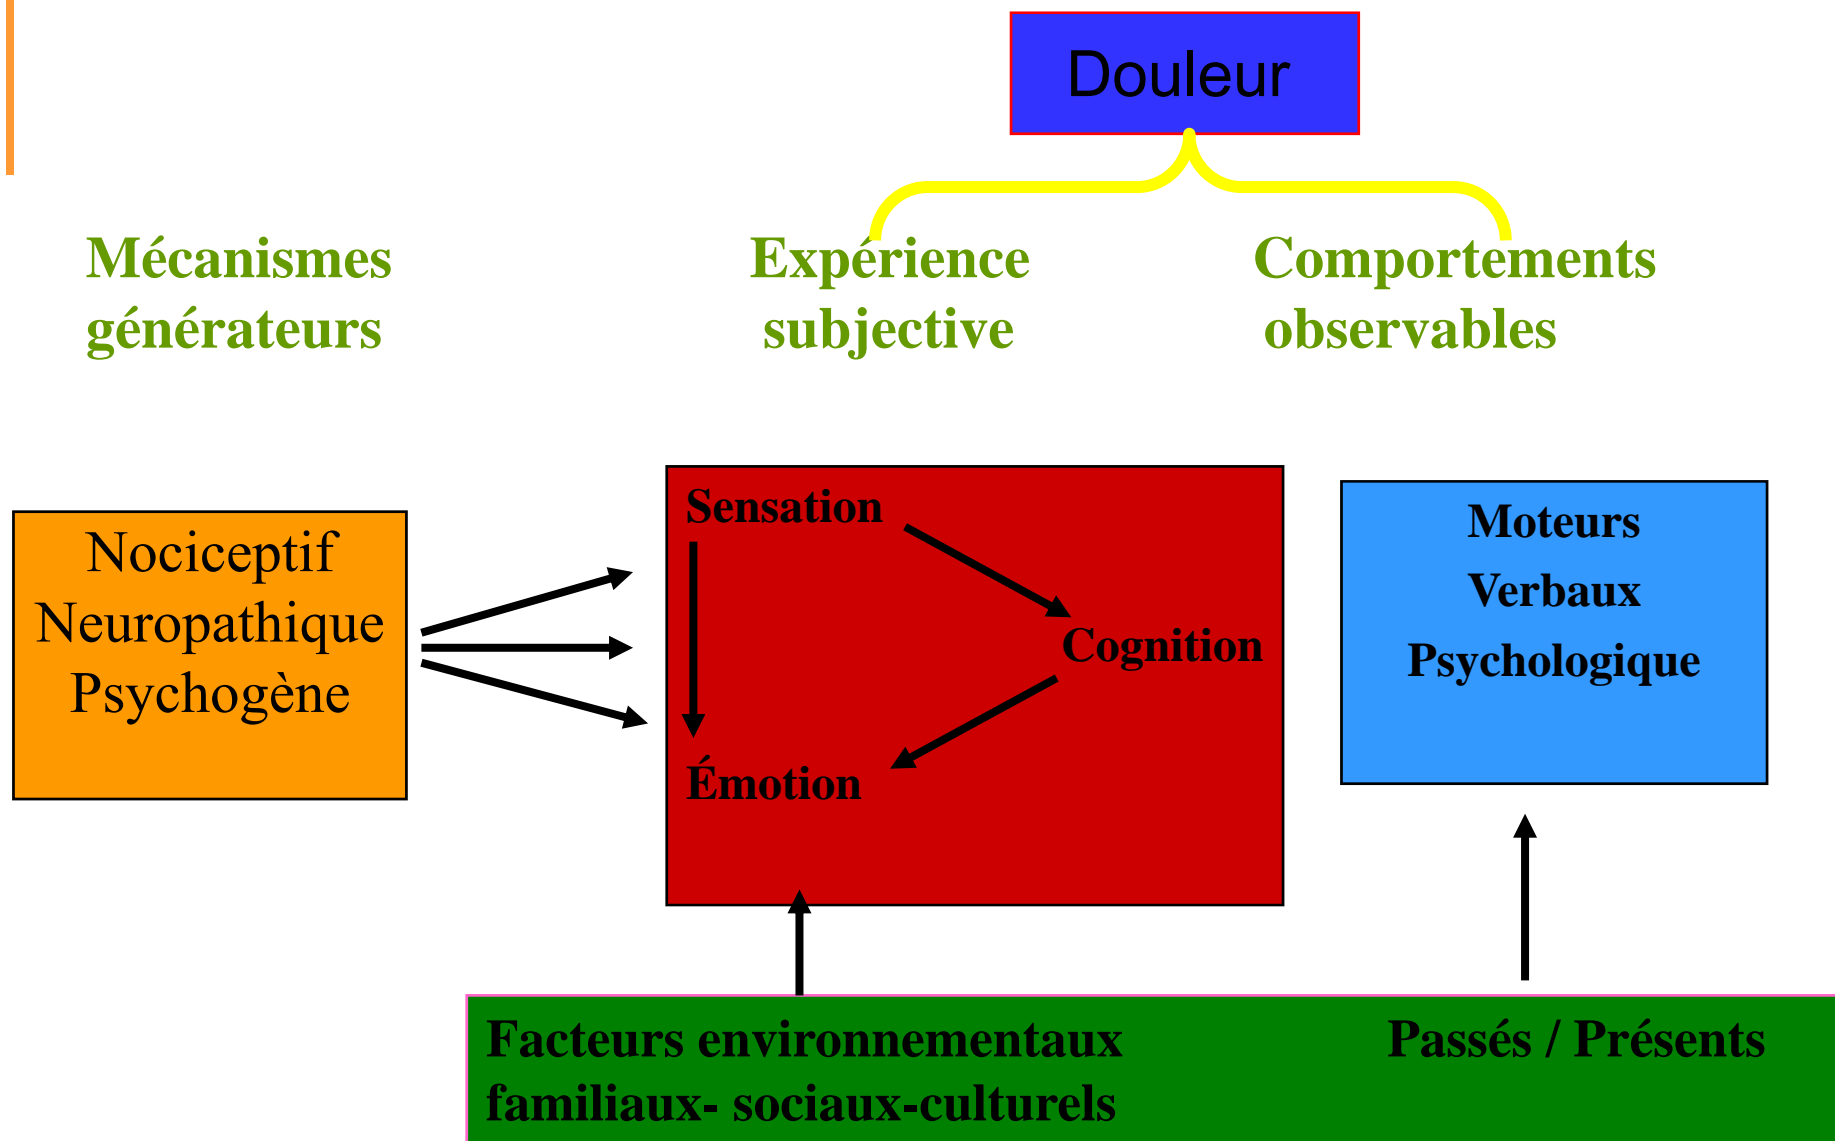 Douleur
Mécanismes
générateurs
Expérience
subjective
Comportements
observables
Nociceptif
Neuropathique
Psychogène
Sensation
Cognition
Émotion
Moteurs
Verbaux
Psychologique
Facteurs environnementaux
familiaux- sociaux-culturels
Passés / Présents